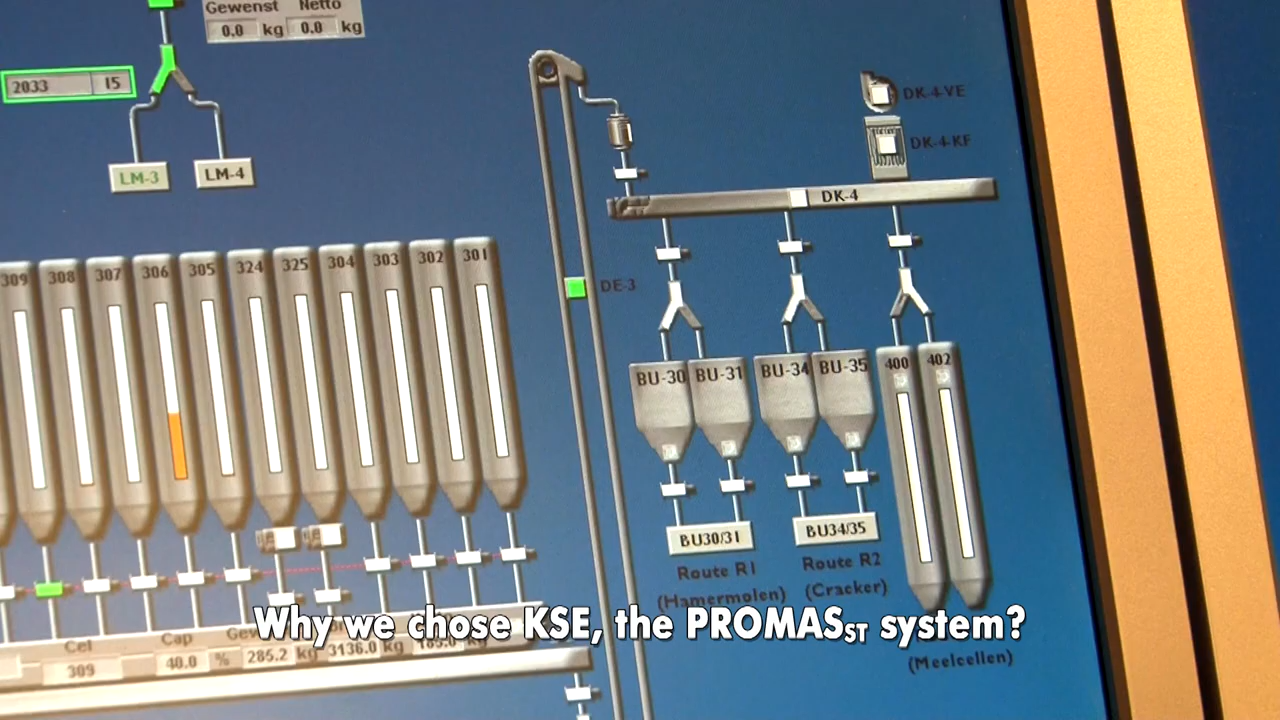 Gewenst Netto
0.0 kg 0.0 kg
2033 15
LM-3 LM-4
DK-4-VE
DK-4-KF
DK-4
309 308 307 306 305 324 325 304 303 302 301
DE-3
BU-30 BU-31 BU-34 BU-35 400 402
BU30/31 BU34/35
Route R1 Route R2
(Hamermolen) (Cracker)
Why we chose KSE, the PROMAS ST system?
Cel Cap
309 40.0 % 285.2 kg 3136.0 kg kg
(Meelcellen)